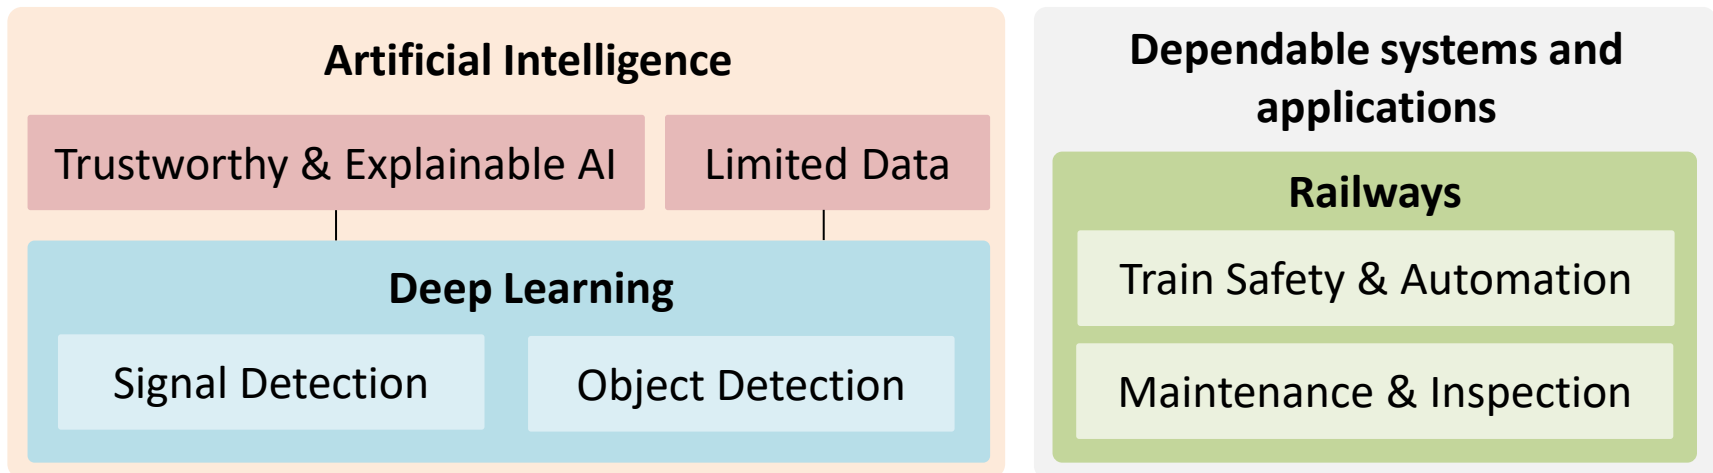 Artificial Intelligence
Trustworthy & Explainable AI
Limited Data
Deep Learning
Signal Detection
Object Detection
Dependable systems and
applications
Railways
Train Safety & Automation
Maintenance & Inspection